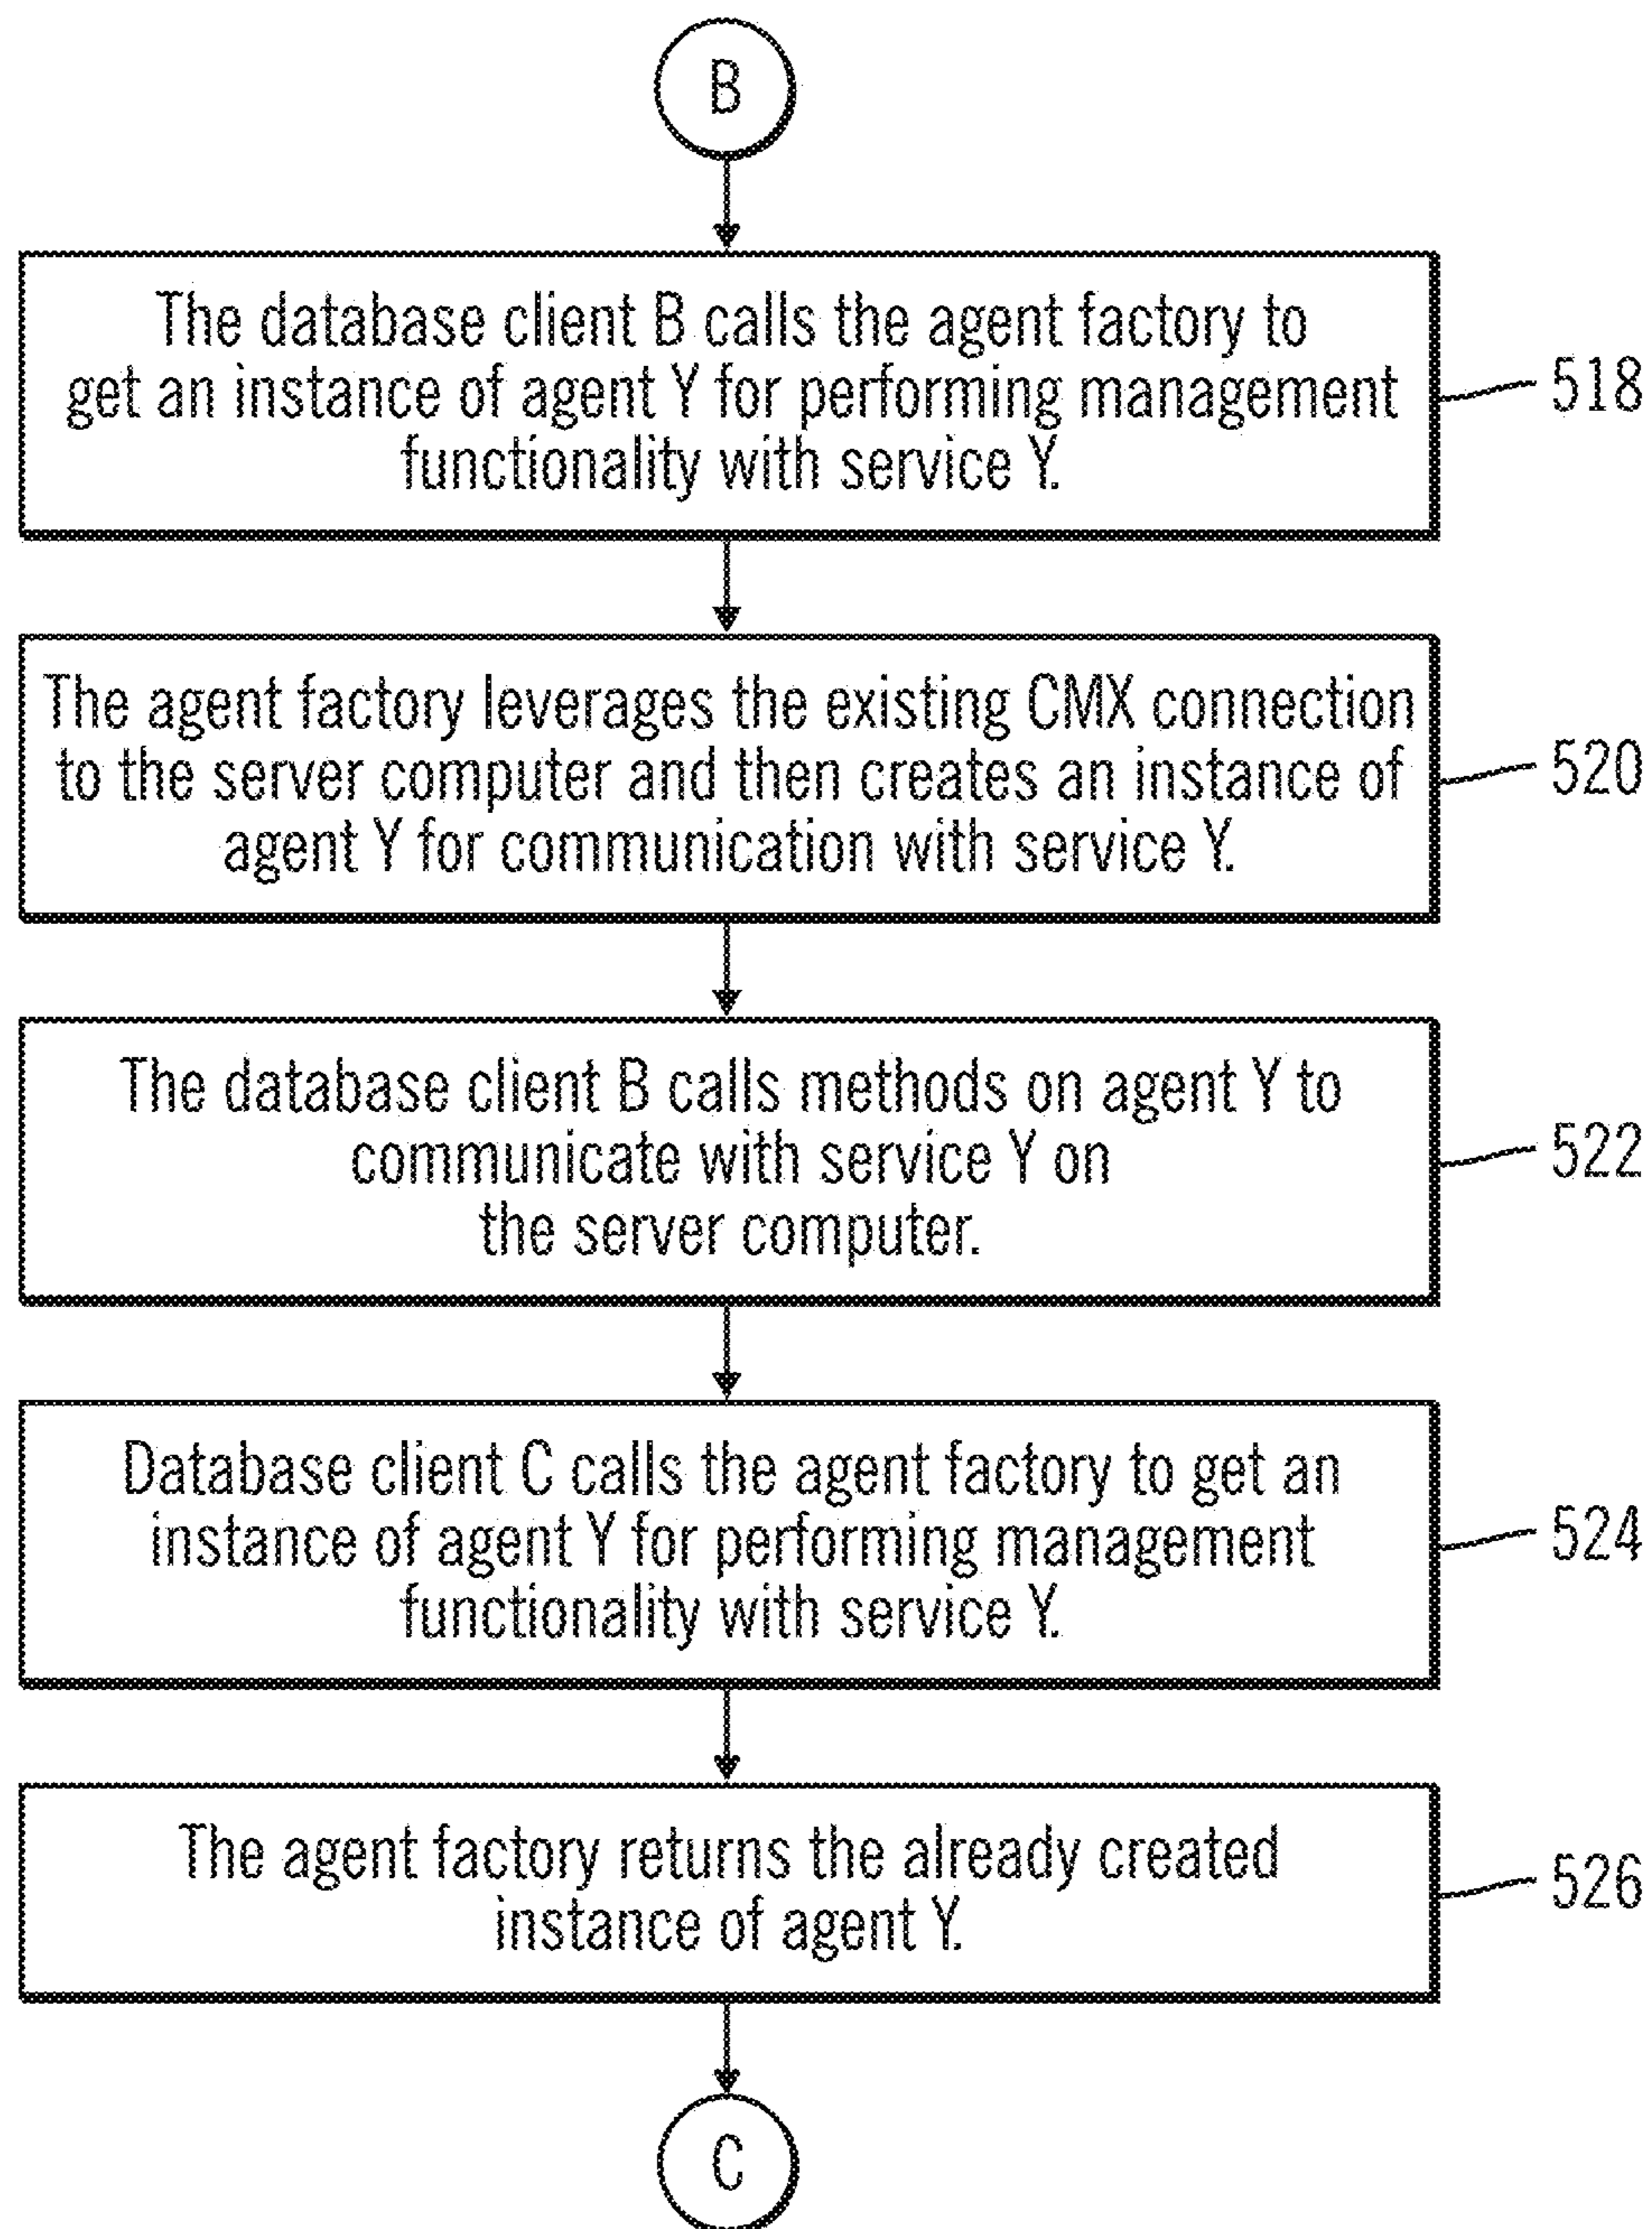 B
The database client B calls the agent factory to
get an instance of agent Y for performing management
functionality with service Y.
518
The agent factory leverages the existing CMX connection
to the server computer and then creates an instance of
agent Y for communication with service Y.
520
The database client B calls methods on agent Y to
communicate with service Y on
the server computer.
522
Database client C calls the agent factory to get an
instance of agent Y for performing management
functionality with service Y.
524
The agent factory returns the already created
instance of agent Y.
526
C